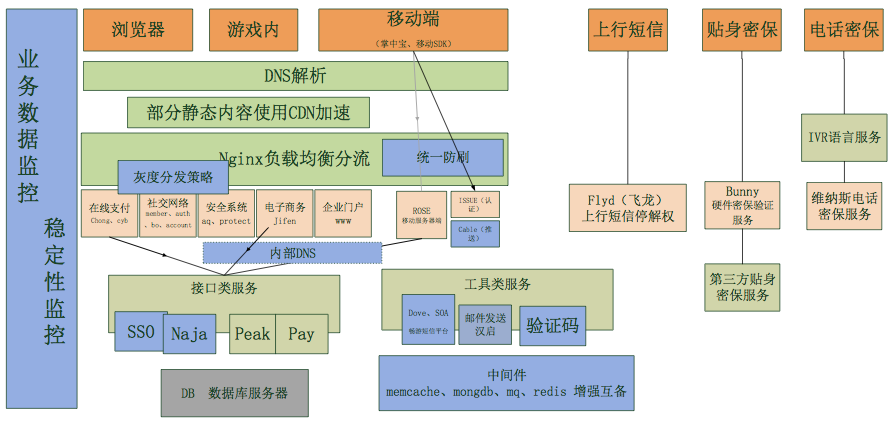 业务数据监控
稳定性监控
浏览器
游戏内
移动端
（掌中宝、移动SDK）
上行短信
贴身密保
电话密保
DNS解析
部分静态内容使用CDN加速
Nginx负载均衡分流
统一防刷
灰度分发策略
在线支付
Chong、cyb
社交网络
member、auth
、bo、account
安全系统
aq、protect
电子商务
Jifen
企业门户
www
ROSE
移动服务器端
ISSUE（认
证）
Cable（推
送）
内部DNS
接口类服务
SSO
Naja
Peak
Pay
工具类服务
Dove、SOA
畅游短信平台
邮件发送
汉启
验证码
DB 数据库服务器
中间件
memcache、mongdb、mq、redis 增强互备
Flyd（飞龙）
上行短信停解权
Bunny
硬件密保验证
服务
第三方贴身
密保服务
IVR语言服务
维纳斯电话
密保服务